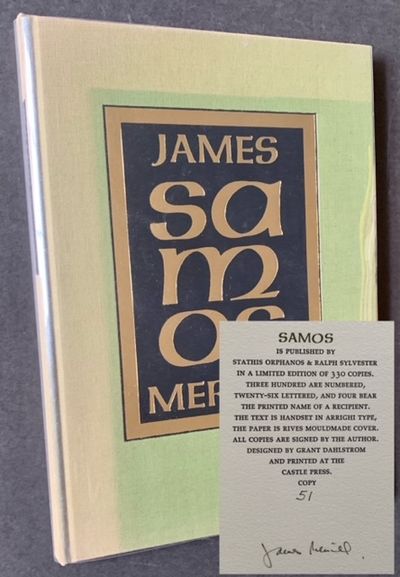 JAMES
Sa
m
os
MER
SAMOS
IS PUBLISHED BY
STATHIS ORPHANOS & RALPH SYLVESTER
IN A LIMITED EDITION OF 330 COPIES.
THREE HUNDRED ARE NUMBERED,
TWENTY-SIX LETTERED, AND FOUR BEAR
THE PRINTED NAME OF A RECIPIENT.
THE TEXT IS HANDSET IN ARRIGHI TYPE,
THE PAPER IS RIVES MOULDMADE COVER.
ALL COPIES ARE SIGNED BY THE AUTHOR.
DESIGNED BY GRANT DAHLSTROM
AND PRINTED AT THE
CASTLE PRESS.
COPY
51
James Merrill